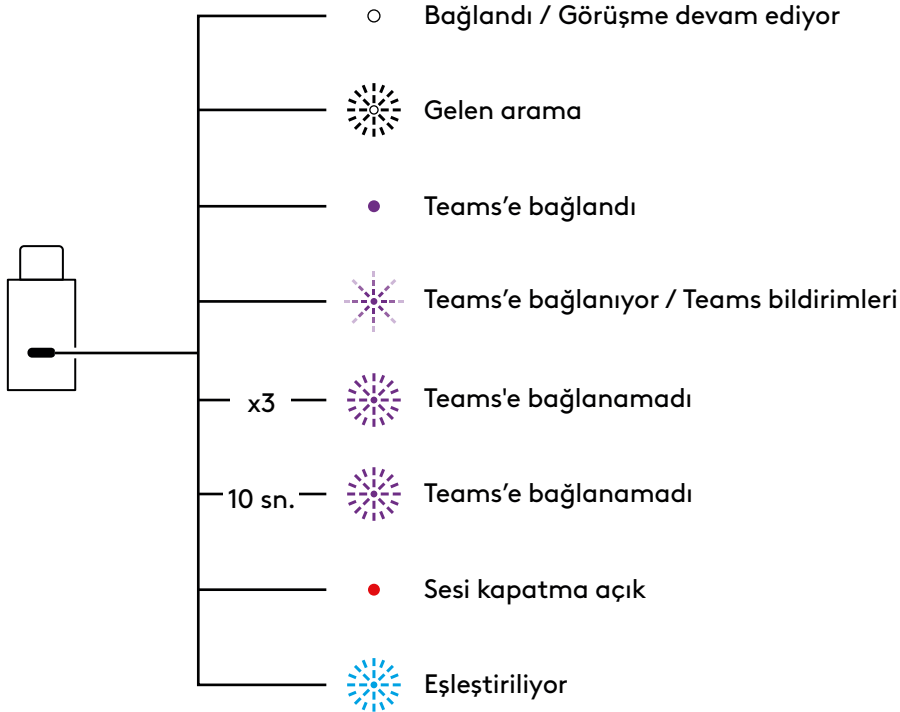 Bağlandı / Görüşme devam ediyor
Gelen arama
Teams’e bağlandı
Teams’e bağlanıyor / Teams bildirimleri
x3 Teams'e bağlanamadı
10 sn. Teams’e bağlanamadı
Sesi kapatma açık
Eşleştiriliyor